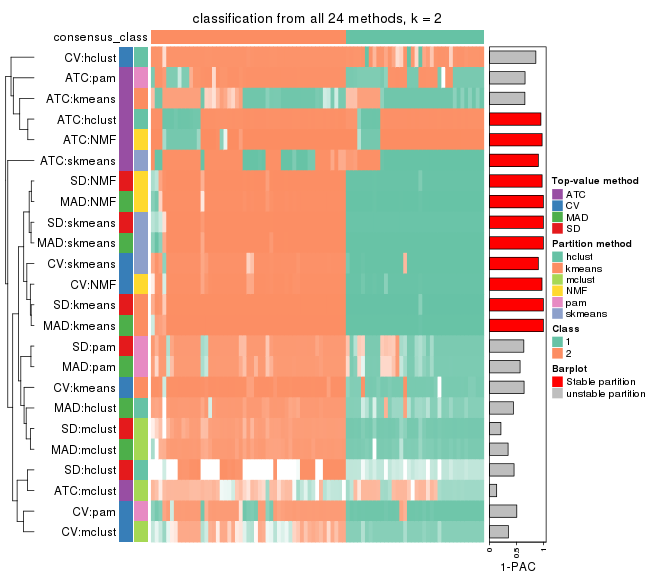 classification from all 24 methods, k = 2
consensus_class
CV:hclust
ATC:pam
ATC:kmeans
ATC:hclust
ATC:NMF
ATC:skmeans
SD:NMF
MAD:NMF
SD:skmeans
MAD:skmeans
CV:skmeans
CV:NMF
SD:kmeans
MAD:kmeans
SD:pam
MAD:pam
CV:kmeans
MAD:hclust
SD:mclust
MAD:mclust
SD:hclust
ATC:mclust
CV:pam
CV:mclust
0
0.5
1
1-PAC
Top-value method
ATC
CV
MAD
SD
Partition method
hclust
kmeans
mclust
NMF
pam
skmeans
Class
1
2
Barplot
Stable partition
unstable partition